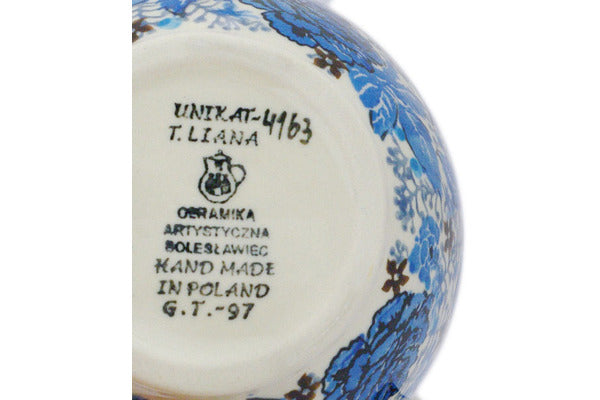 UNIKAT-4163
T. LIANA
CERAMIKA
ARTYSTYCZNA
BOLESŁAWIEC
HAND MADE
IN POLAND
G.T.-97